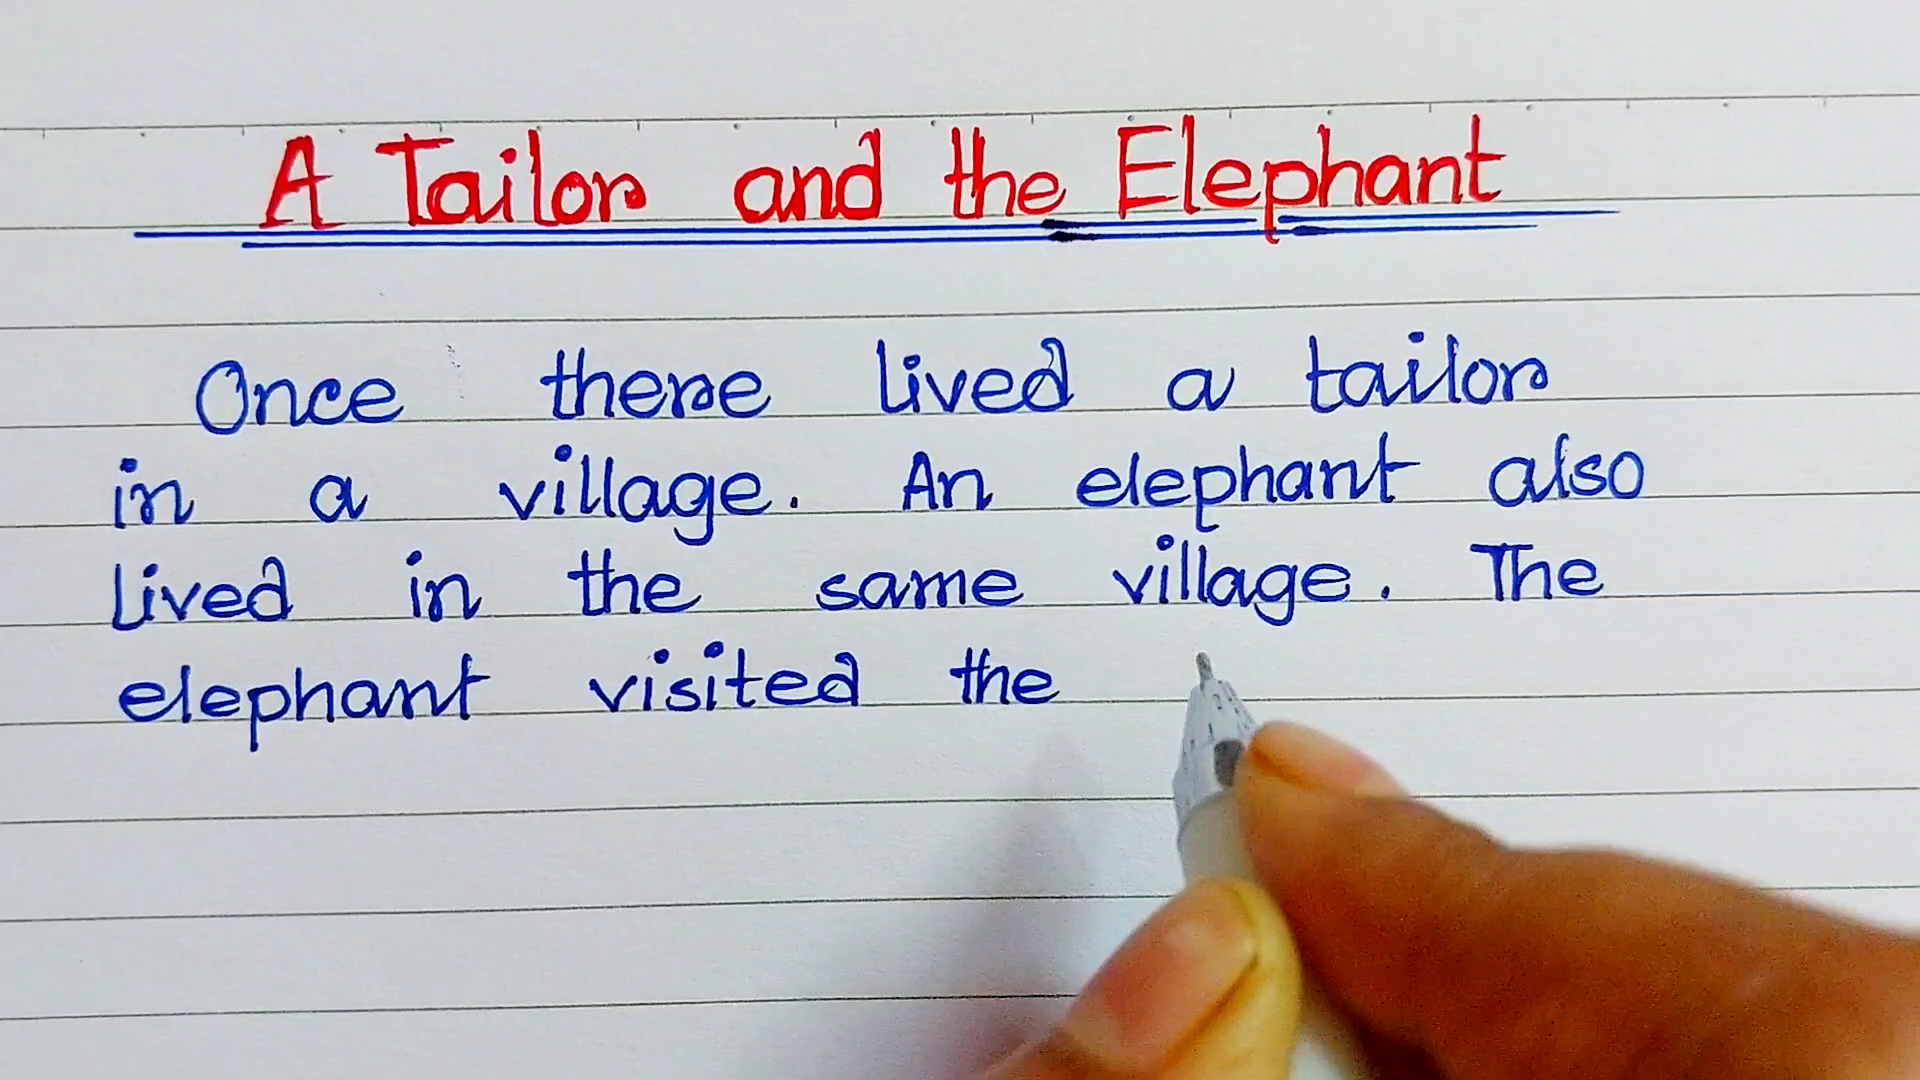 A Tailor and the Elephant
Once there lived a tailor
in a village. An elephant also
lived in the same village. The
elephant visited the